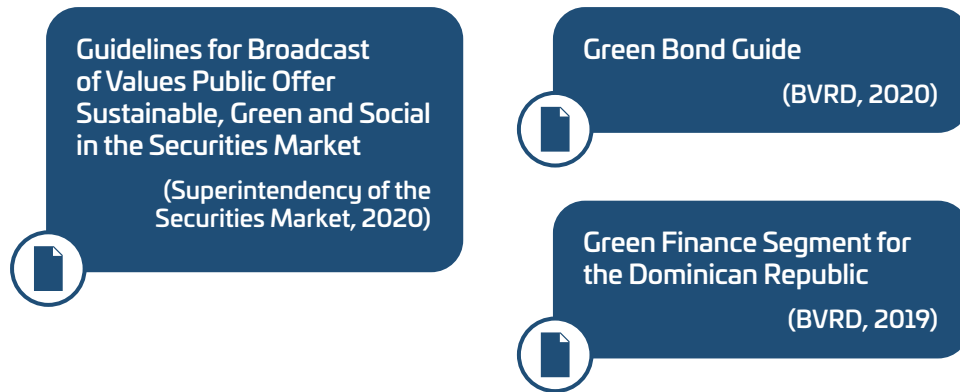 Guidelines for Broadcast
of Values Public Offer
Sustainable, Green and Social
in the Securities Market
(Superintendency of the
Securities Market, 2020)
Green Bond Guide
(BVRD, 2020)
Green Finance Segment for
the Dominican Republic
(BVRD, 2019)